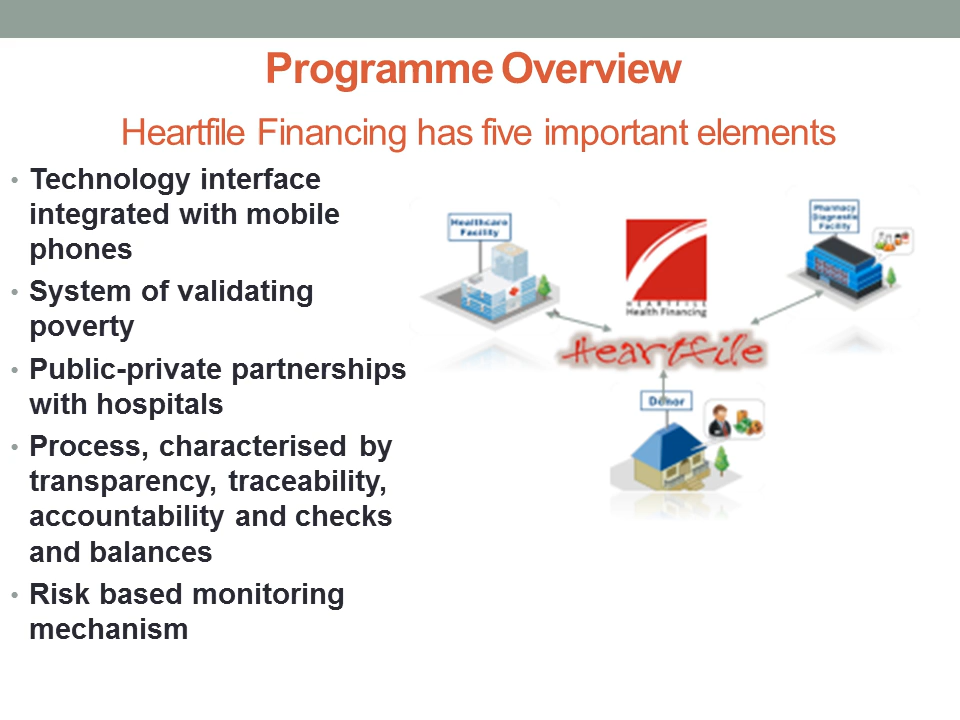 Programme Overview
Heartfile Financing has five important elements
• Technology interface
integrated with mobile
phones
• System of validating
poverty
• Public-private partnerships
with hospitals
• Process, characterised by
transparency, traceability,
accountability and checks
and balances
• Risk based monitoring
mechanism
Healthcare
Facility
HEARTFILE
Health Financing
Heartfile
Pharmacy
Diagnostic
Facility
Donor